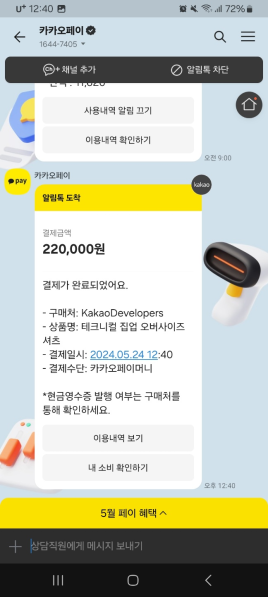 U+ 12:40
72%
카카오페이
1644-7405
채널 추가
알림톡 차단
사용내역 알림 끄기
이용내역 확인하기
오전 9:00
pay
카카오페이
kakao
알림톡 도착
결제금액
220,000원
결제가 완료되었어요.
- 구매처: KakaoDevelopers
- 상품명: 테크니컬 집업 오버사이즈
셔츠
- 결제일시: 2024.05.24 12:40
- 결제수단: 카카오페이머니
*현금영수증 발행 여부는 구매처를
통해 확인하세요.
이용내역 보기
내 소비 확인하기
오후 12:40
5월 페이 혜택
상담직원에게 메시지 보내기